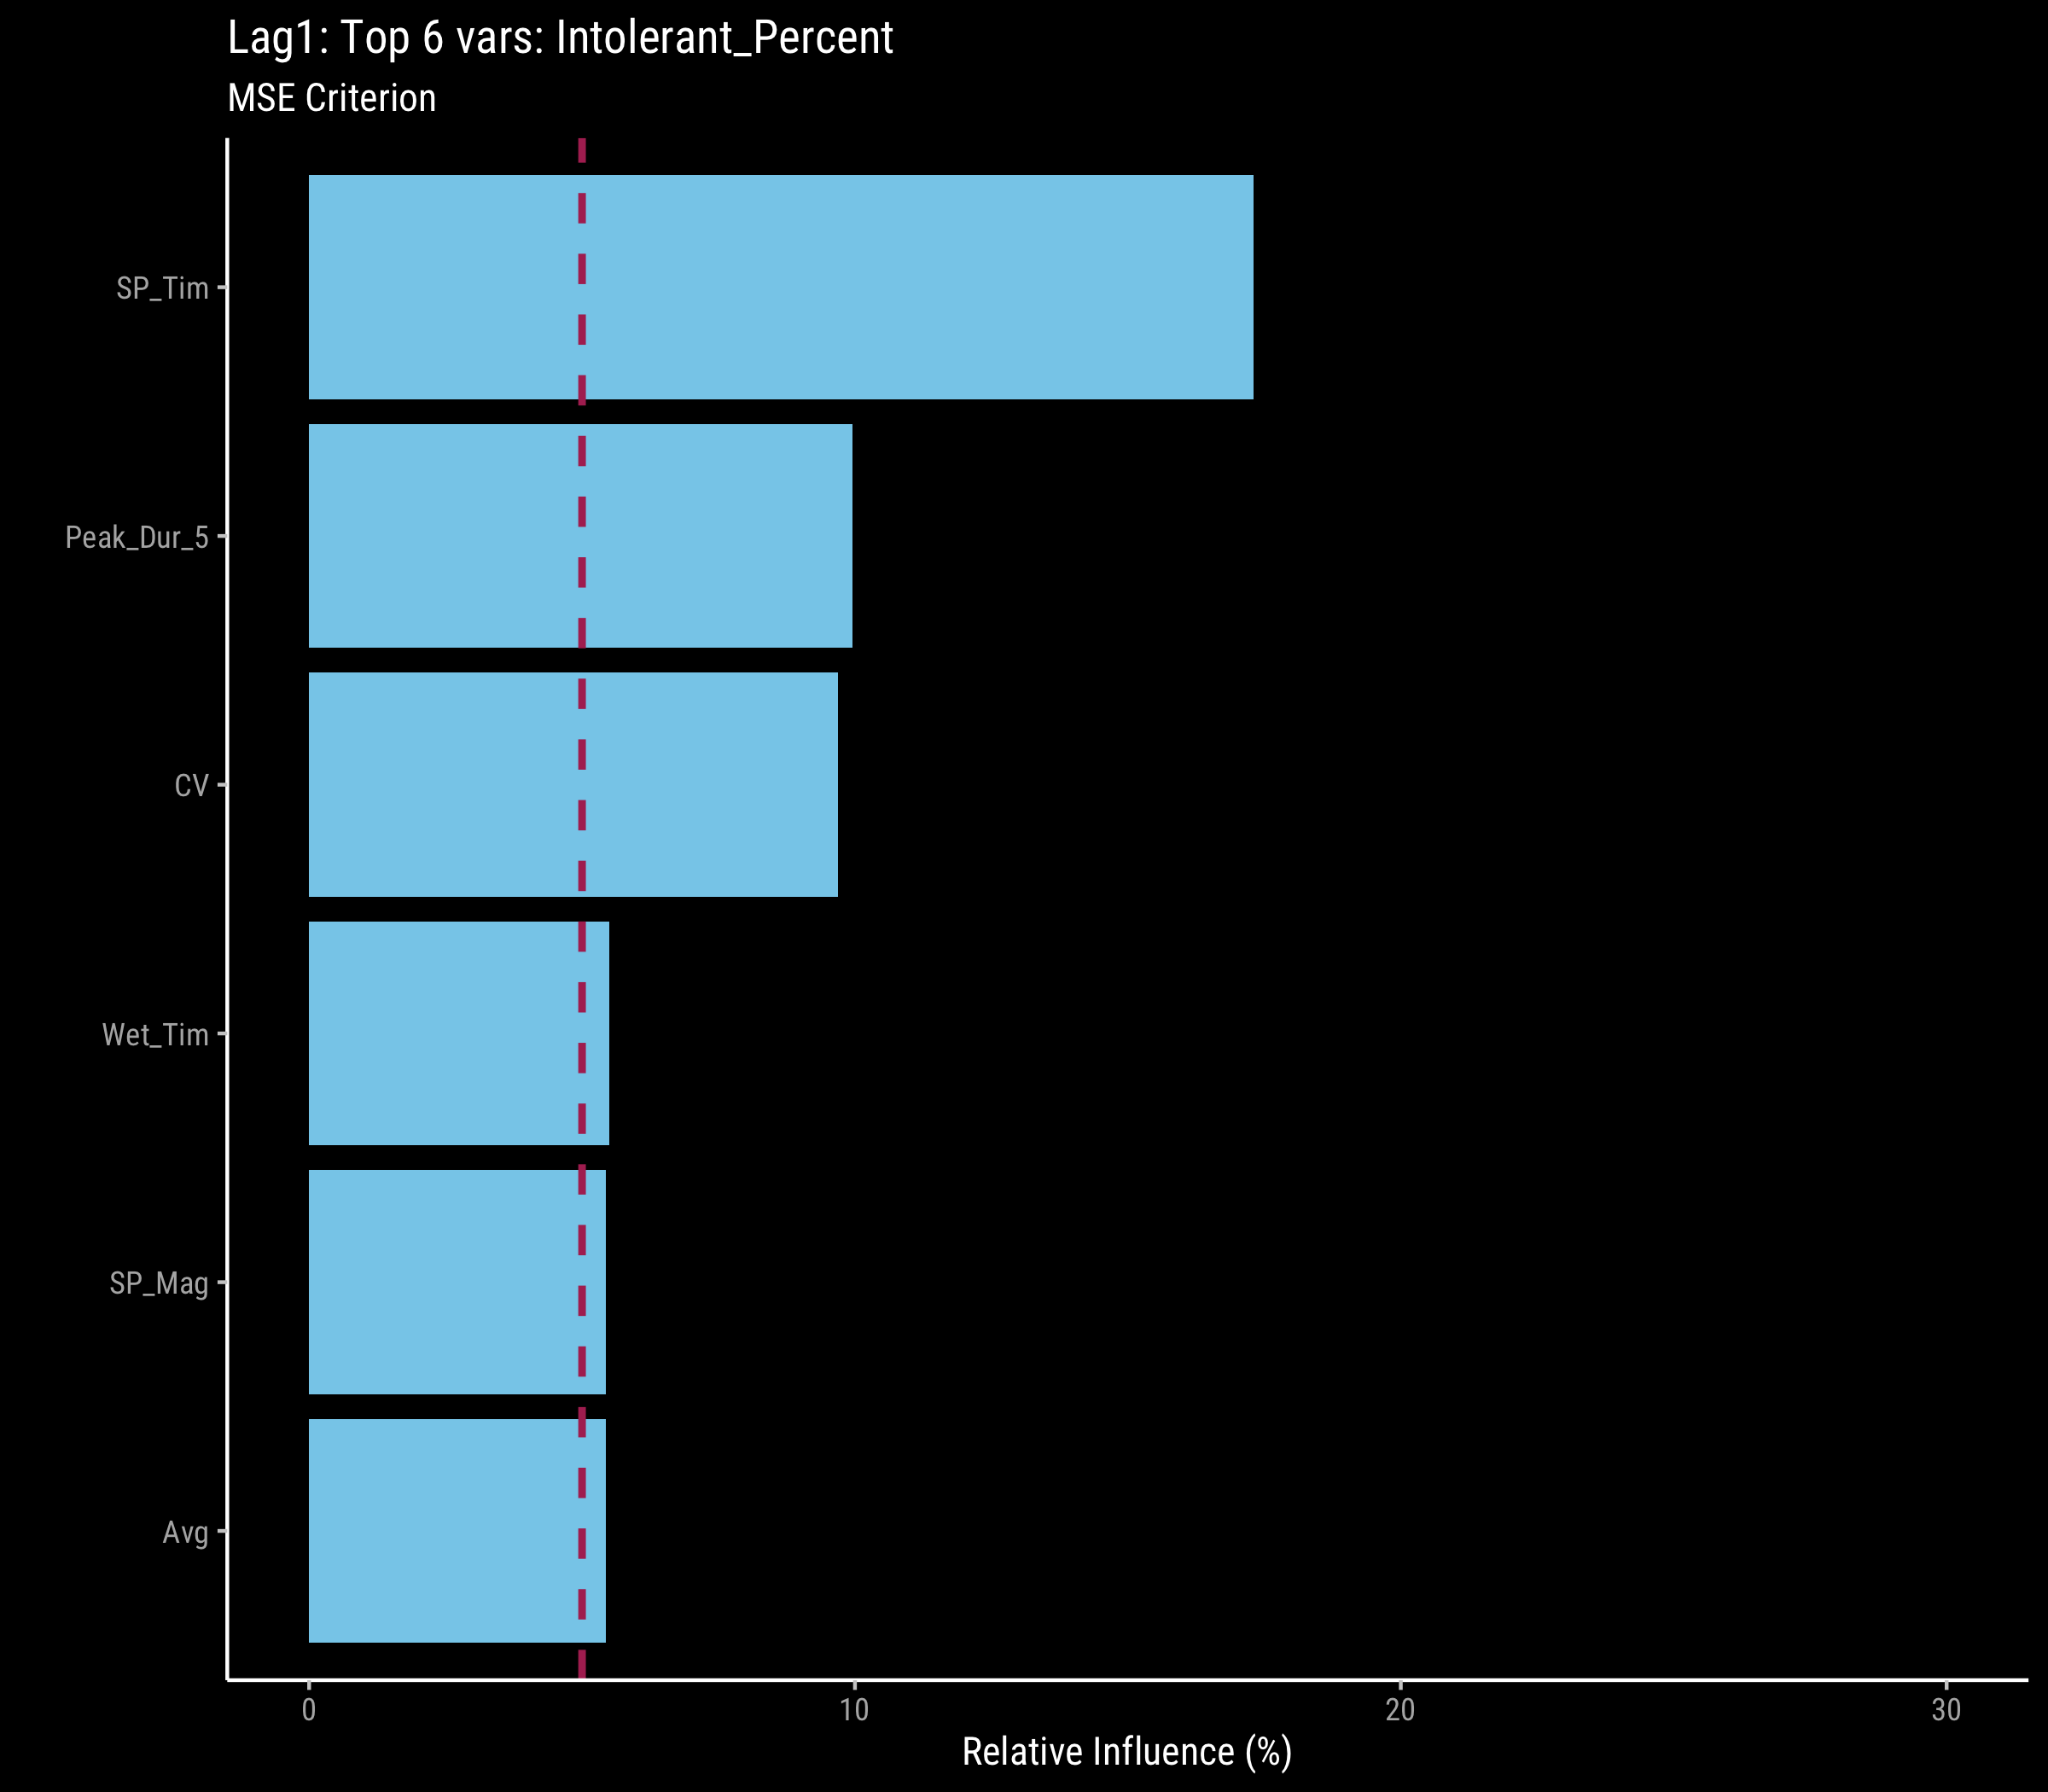 Lag1: Top 6 vars: Intolerant_Percent
MSE Criterion
SP_Tim
Peak_Dur_5
CV
Wet_Tim
SP_Mag
Avg
0 10 20 30
Relative Influence (%)